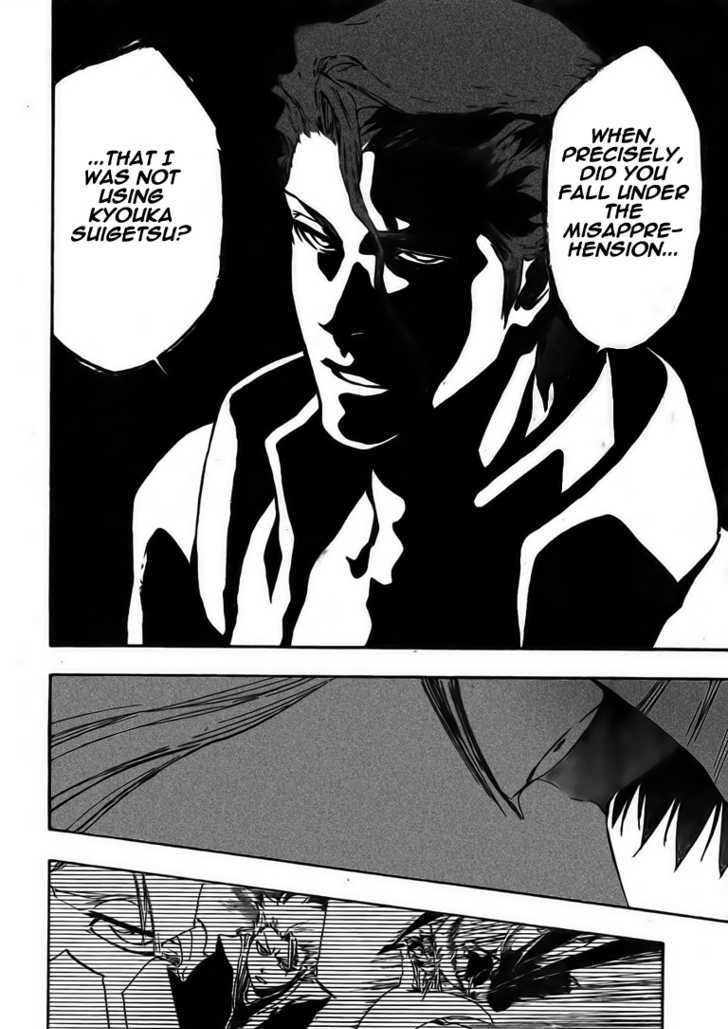 WHEN,
PRECISELY,
DID YOU
FALL UNDER
THE
MISAPPRE-
HENSION...
...THAT I
WAS NOT
USING
KYOUKA
SUIGETSU?